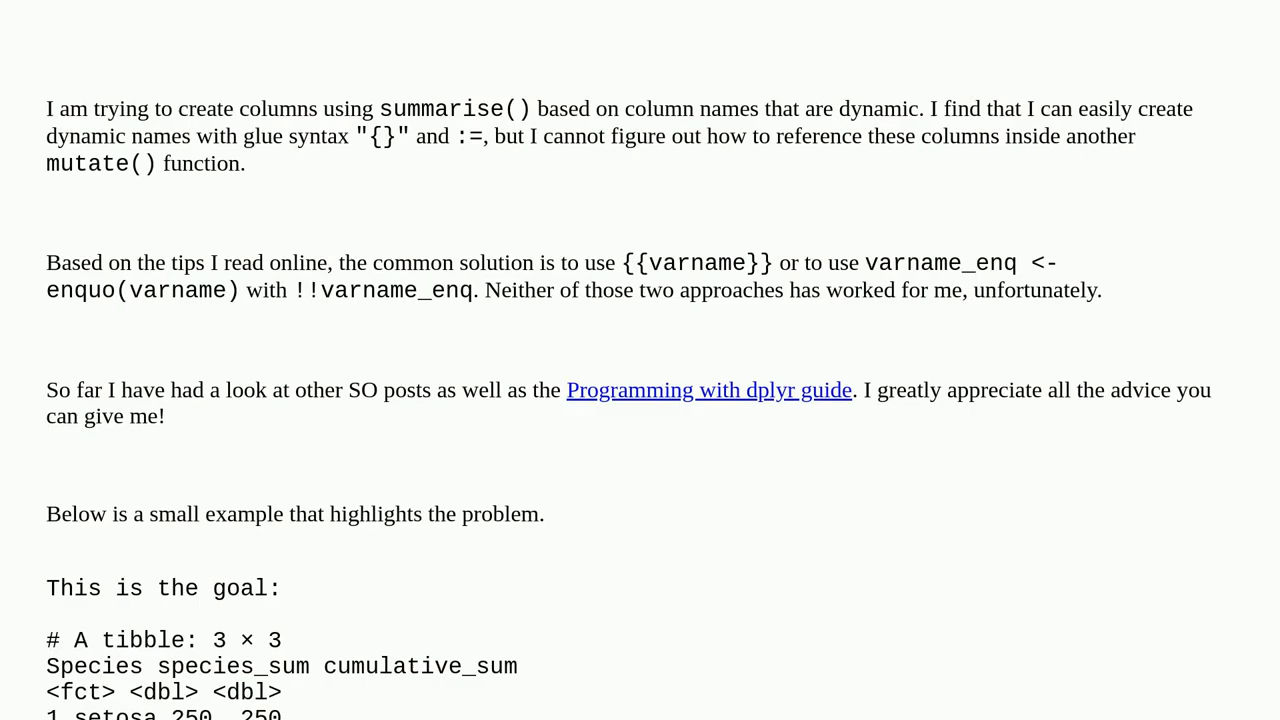 I am trying to create columns using summarise() based on column names that are dynamic. I find that I can easily create
dynamic names with glue syntax "{}" and :=, but I cannot figure out how to reference these columns inside another
mutate() function.
Based on the tips I read online, the common solution is to use {{varname}} or to use varname_enq <-
enquo(varname) with !!varname_enq. Neither of those two approaches has worked for me, unfortunately.
So far I have had a look at other SO posts as well as the Programming with dplyr guide. I greatly appreciate all the advice you
can give me!
Below is a small example that highlights the problem.
This is the goal:
# A tibble: 3 × 3
Species species_sum cumulative_sum
<fct> <dbl> <dbl>
1 setosa 250. 250.